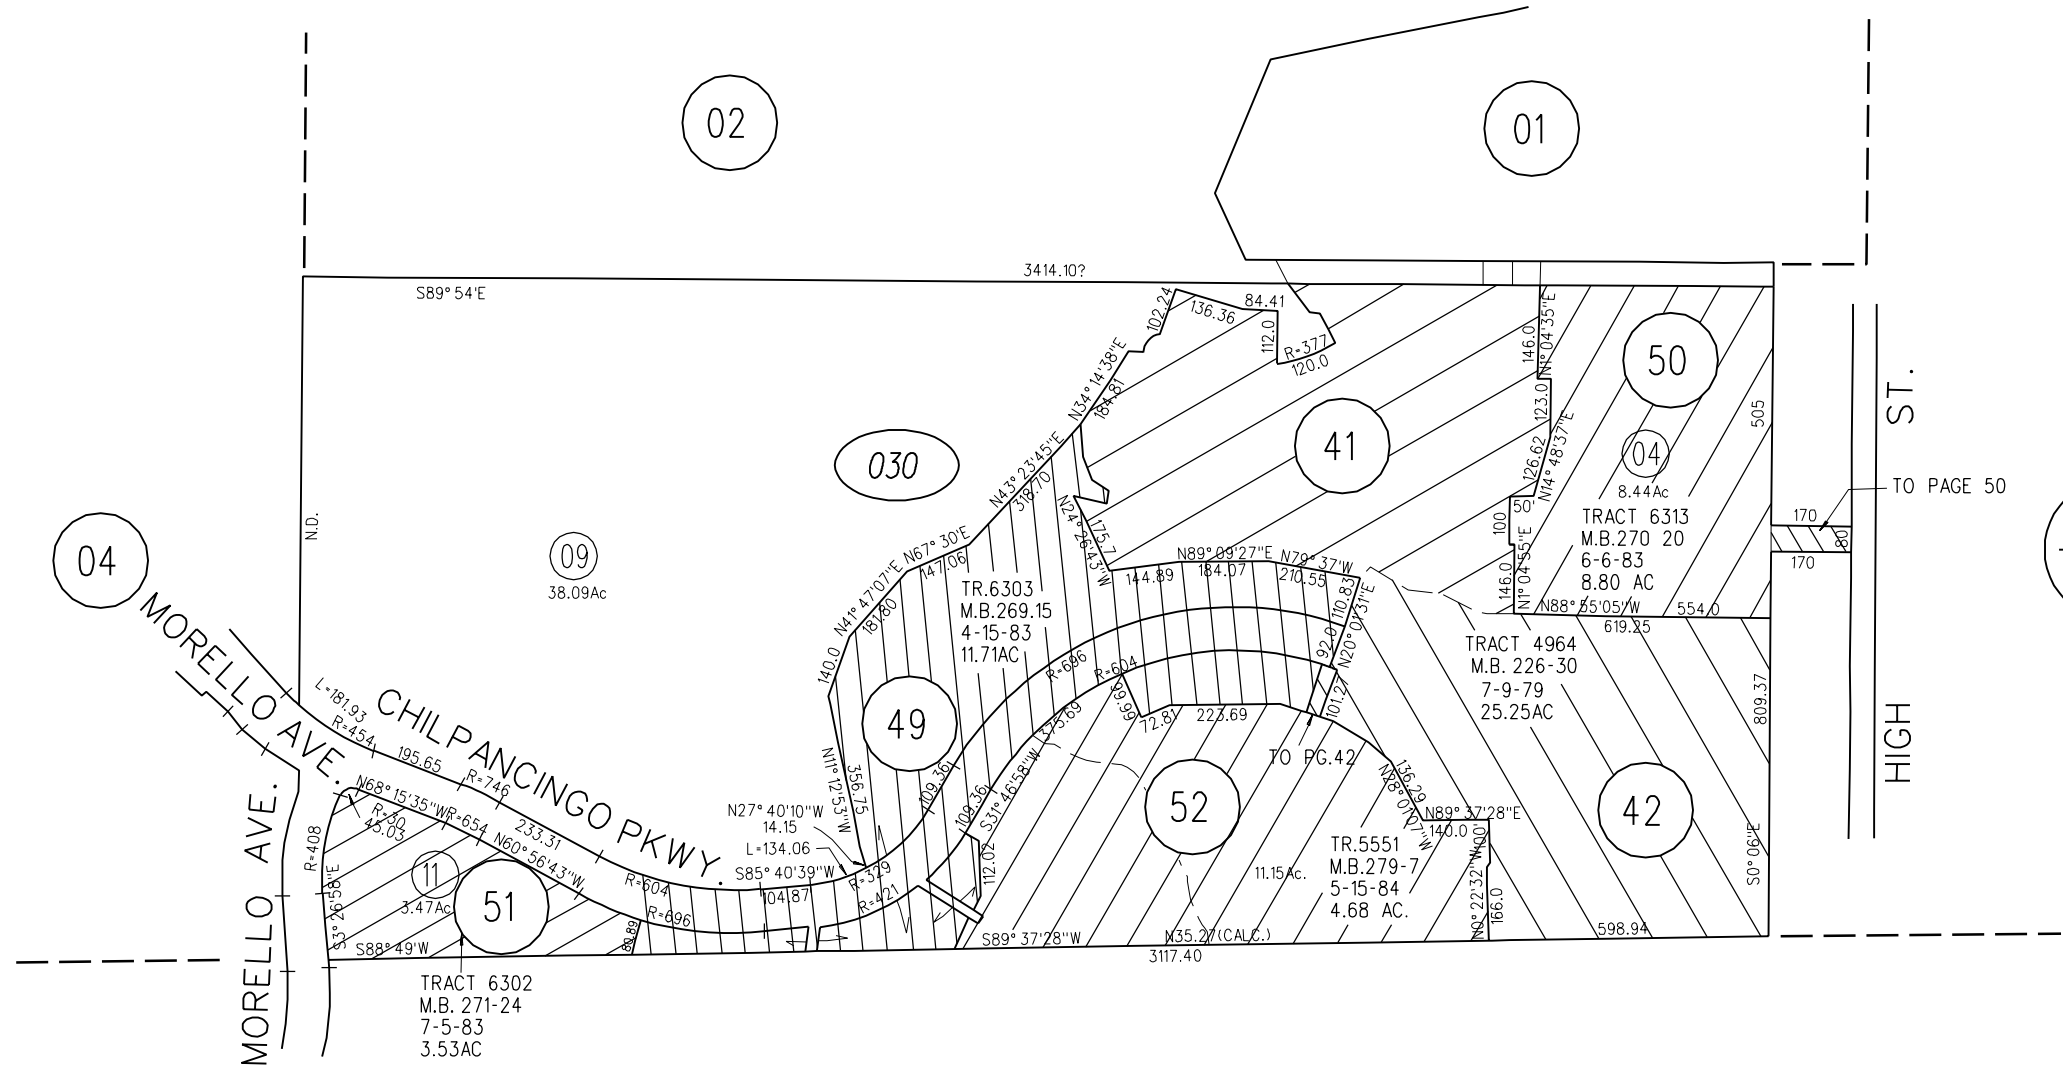 02
01
3414.10?
S89° 54'E
102.24
136.36
84.41
112.0
R=377
120.0
146.0
N1° 04'35"E
50
N34° 14'38"E
184.81
123.0
505
ST.
41
126.62
N14° 48'37"E
04
8.44Ac
030
N43° 23'45"E
318.70
TO PAGE 50
50'
TRACT 6313
M.B.270 20
6-6-83
8.80 AC
170
80
170
N.D.
100
N24° 26'43"W
175.7
04
09
38.09Ac
N67° 30'E
147.06
N89° 09'27"E
N79° 37'W
144.89
184.07
210.55
110.83
146.0
N1° 04'55"E
N88° 55'05"W
554.0
619.25
N41° 47'07"E
181.80
TR.6303
M.B.269.15
4-15-83
11.71AC
140.0
92.0
N20° 01'31"E
TRACT 4964
M.B. 226-30
7-9-79
25.25AC
R=696
R=604
99.99
101.27
809.37
MORELLO AVE.
L=181.93
R=454
CHILPANCINGO PKWY.
49
72.81
223.69
375.69
HIGH
195.65
R=746
TO PG.42
N11° 12'53"W
356.75
109.36
136.29
N28° 01'07"W
N68° 15'35"W
R=30
45.03
R=654
233.31
N27° 40'10"W
14.15
109.36
S31° 46'58"W
52
N89° 37'28"E
140.0
42
R=408
N60° 56'43"W
L=134.06
S85° 40'39"W
104.87
R=329
R=421
112.02
TR.5551
M.B.279-7
5-15-84
4.68 AC.
11.15Ac.
100'
11
3.47Ac
51
R=604
R=696
S0° 06'E
MORELLO AVE.
S3° 26'58"E
S88° 49'W
80.89
S89° 37'28"W
N35.27(CALC.)
3117.40
N0° 22'32"W
166.0
598.94
TRACT 6302
M.B. 271-24
7-5-83
3.53AC